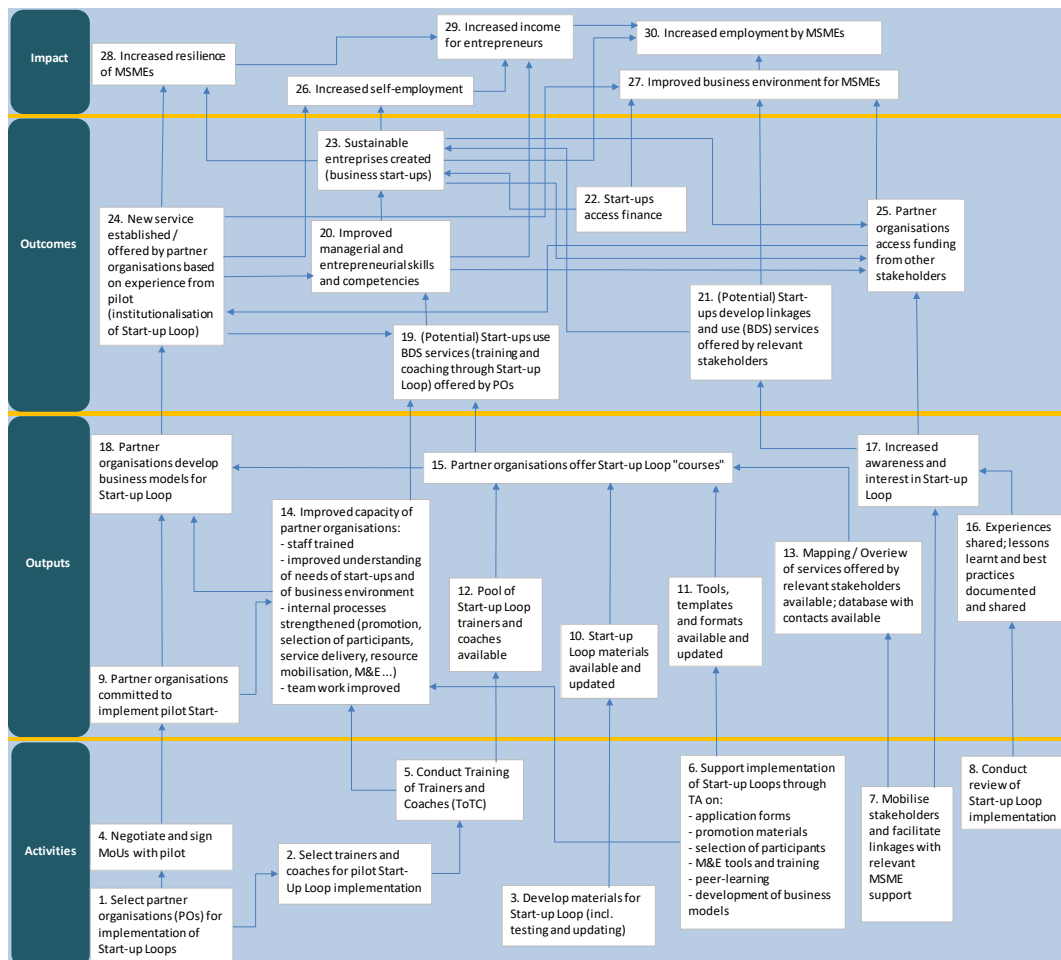 Impact
28. Increased resilience
of MSMEs
29. Increased income
for entrepreneurs
30. Increased employment by MSMEs
26. Increased self-employment
27. Improved business environment for MSMEs
Outcomes
23. Sustainable
entreprises created
(business start-ups)
22. Start-ups
access finance
24. New service
established /
offered by partner
organisations based
on experience from
pilot
(institutionalisation
of Start-up Loop)
20. Improved
managerial and
entrepreneurial skills
and competencies
25. Partner
organisations
access funding
from other
stakeholders
19. (Potential) Start-ups use
BDS services (training and
coaching through Start-up
Loop) offered by POs
21. (Potential) Start-
ups develop linkages
and use (BDS) services
offered by relevant
stakeholders
Outputs
18. Partner
organisations develop
business models for
Start-up Loop
15. Partner organisations offer Start-up Loop "courses"
17. Increased
awareness and
interest in Start-up
Loop
14. Improved capacity of
partner organisations:
- staff trained
- improved understanding
of needs of start-ups and
of business environment
- internal processes
strengthened (promotion,
selection of participants,
service delivery, resource
mobilisation, M&E ...)
- team work improved
12. Pool of
Start-up Loop
trainers and
coaches
available
10. Start-up
Loop materials
available and
updated
11. Tools,
templates
and formats
available and
updated
13. Mapping / Overiew
of services offered by
relevant stakeholders
available; database with
contacts available
16. Experiences
shared; lessons
learnt and best
practices
documented
and shared
9. Partner organisations
committed to
implement pilot Start-
Activities
4. Negotiate and sign
MoUs with pilot
1. Select partner
organisations (POs) for
implementation of
Start-up Loops
2. Select trainers and
coaches for pilot Start-
Up Loop implementation
5. Conduct Training
of Trainers and
Coaches (ToTC)
3. Develop materials for
Start-up Loop (incl.
testing and updating)
6. Support implementation
of Start-up Loops through
TA on:
- application forms
- promotion materials
- selection of participants
- M&E tools and training
- peer-learning
- development of business
models
7. Mobilise
stakeholders
and facilitate
linkages with
relevant
MSME
support
8. Conduct
review of
Start-up Loop
implementation